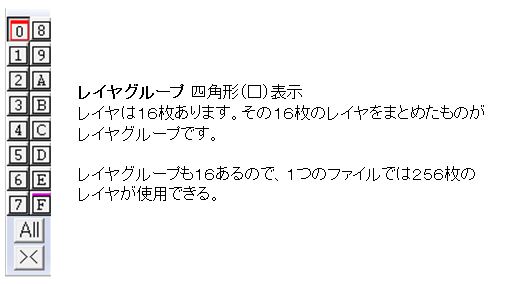 0 8
1 9
2 A
3 B
4 C
5 D
6 E
7 F
All
><
レイヤグループ 四角形(□)表示
レイヤは16枚あります。その16枚のレイヤをまとめたものが
レイヤグループです。
レイヤグループも16あるので、1つのファイルでは256枚の
レイヤが使用できる。